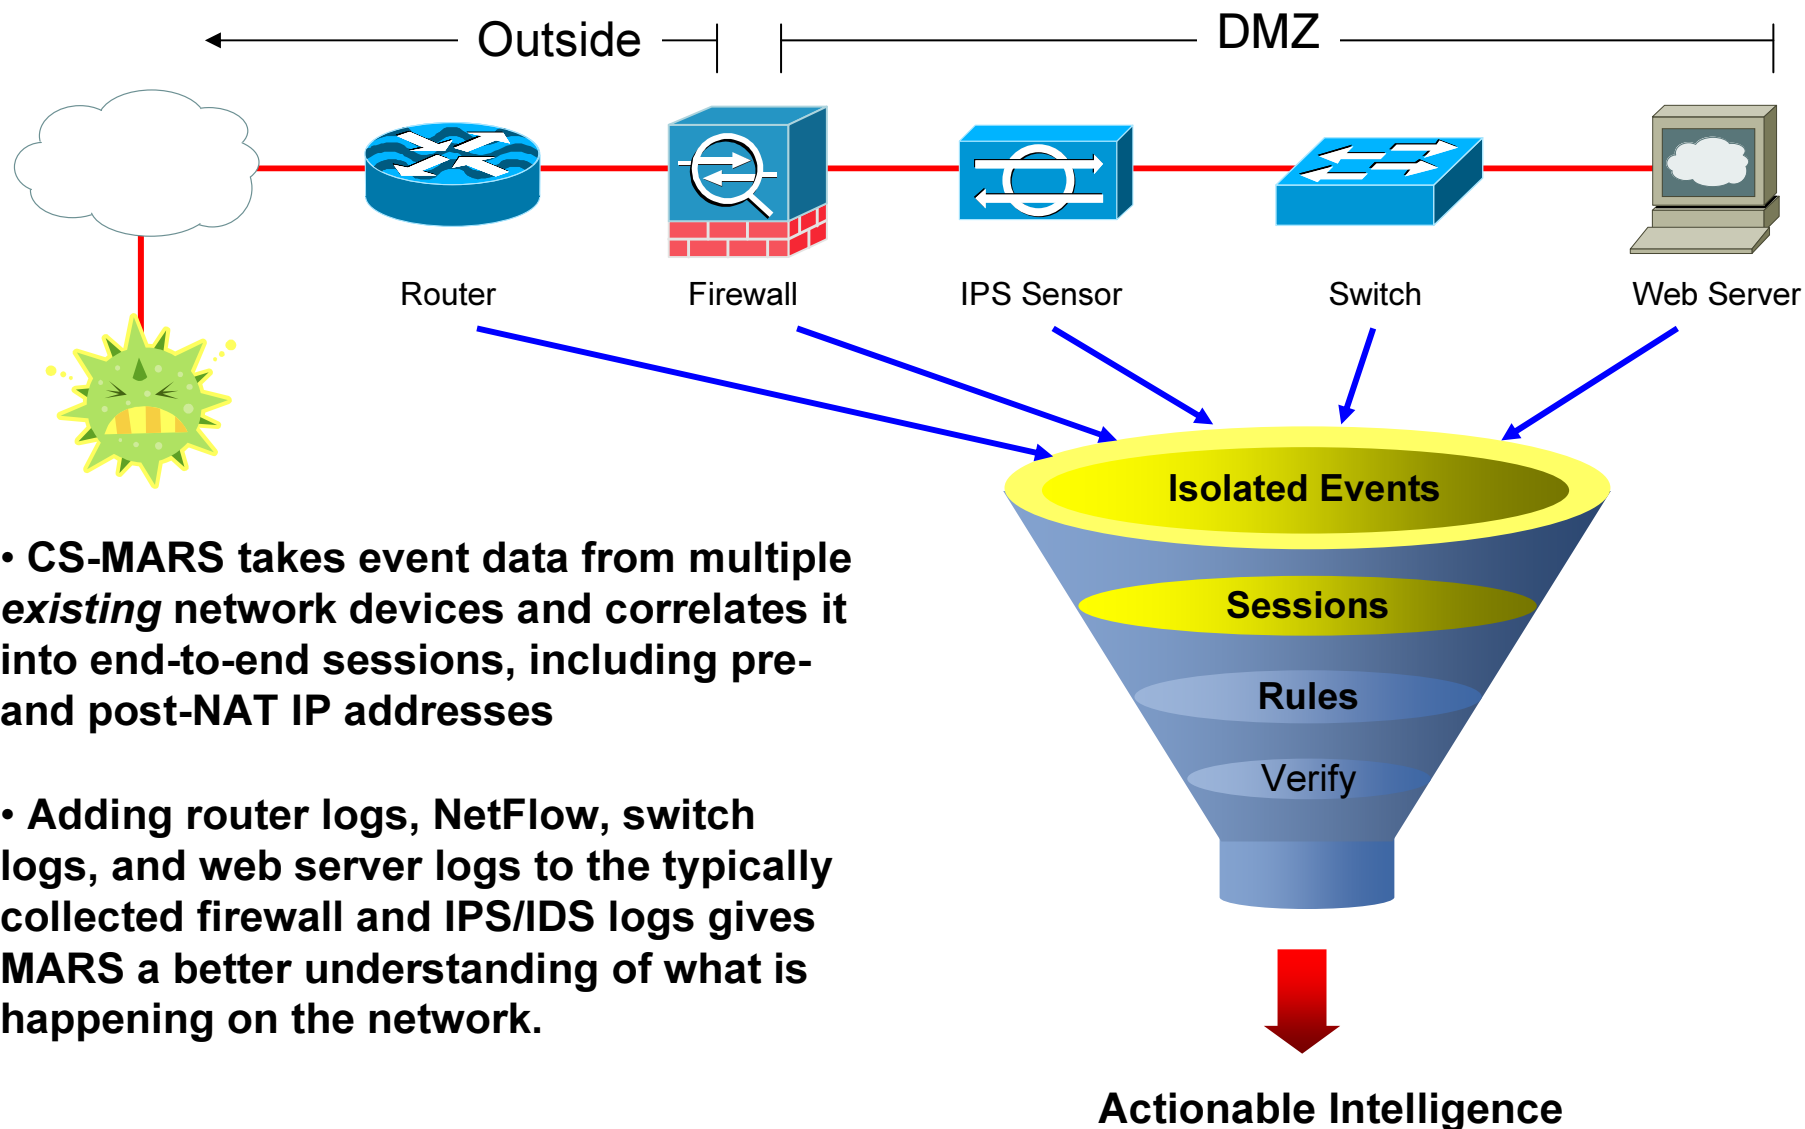 Outside
DMZ
Router
Firewall
IPS Sensor
Switch
Web Server
Isolated Events
Sessions
Rules
Verify
• CS-MARS takes event data from multiple
existing network devices and correlates it
into end-to-end sessions, including pre-
and post-NAT IP addresses
• Adding router logs, NetFlow, switch
logs, and web server logs to the typically
collected firewall and IPS/IDS logs gives
MARS a better understanding of what is
happening on the network.
Actionable Intelligence